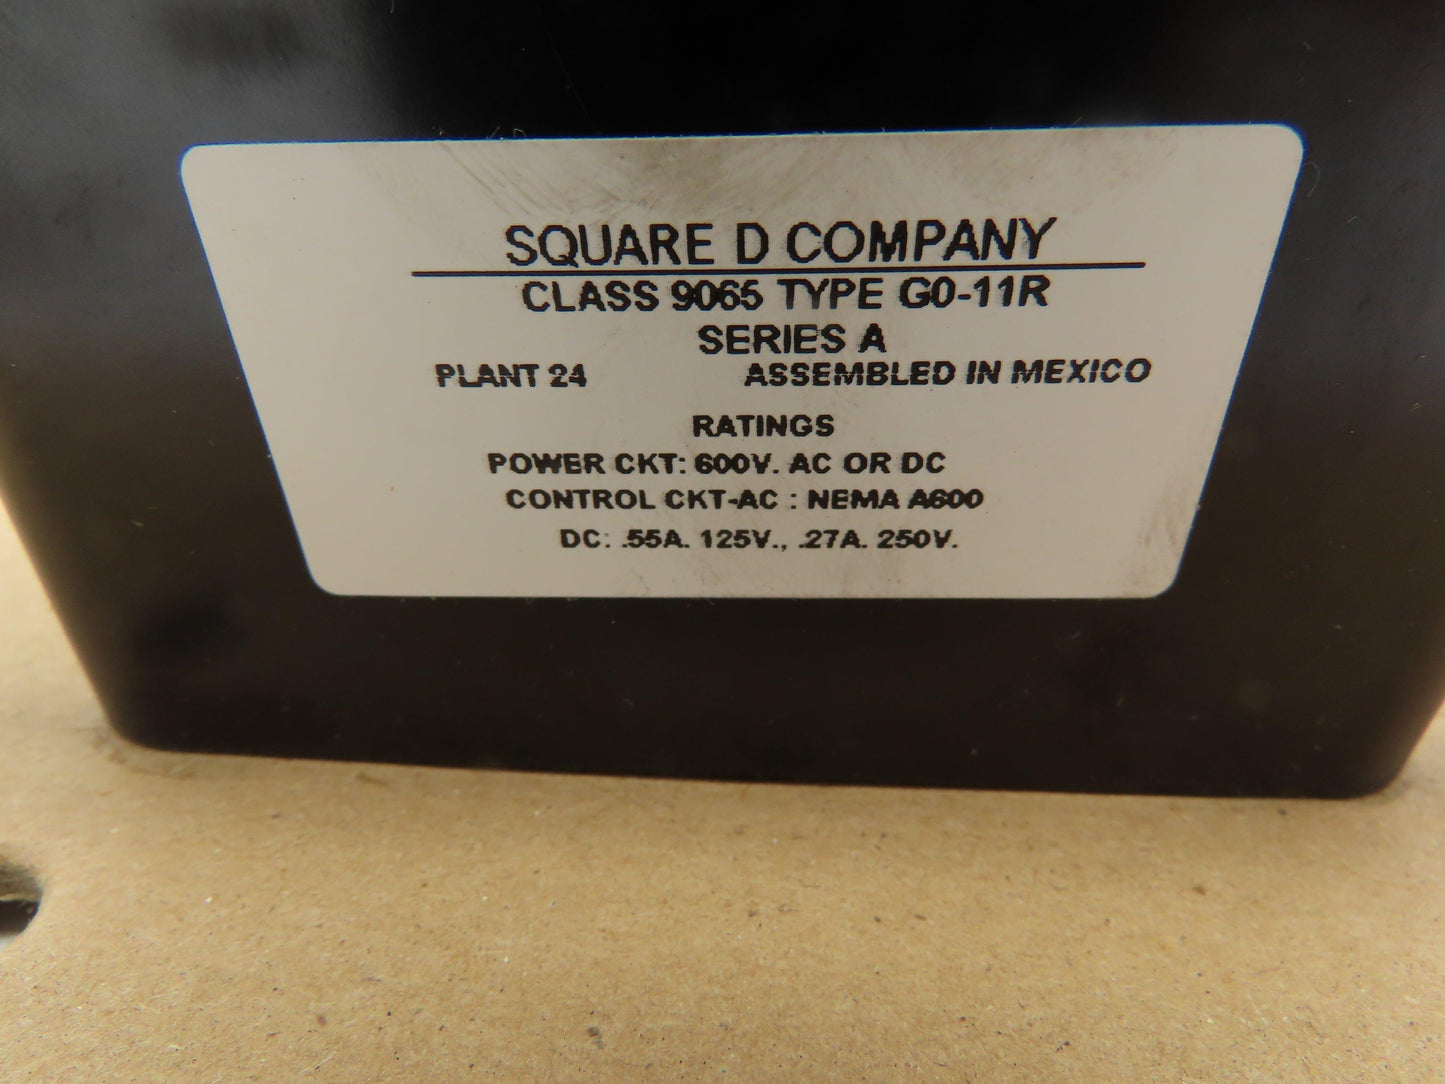 SQUARE D COMPANY
CLASS 9065 TYPE G0-11R
SERIES A
PLANT 24 ASSEMBLED IN MEXICO
RATINGS
POWER CKT: 600V. AC OR DC
CONTROL CKT-AC : NEMA A600
DC: .55A. 125V., .27A. 250V.